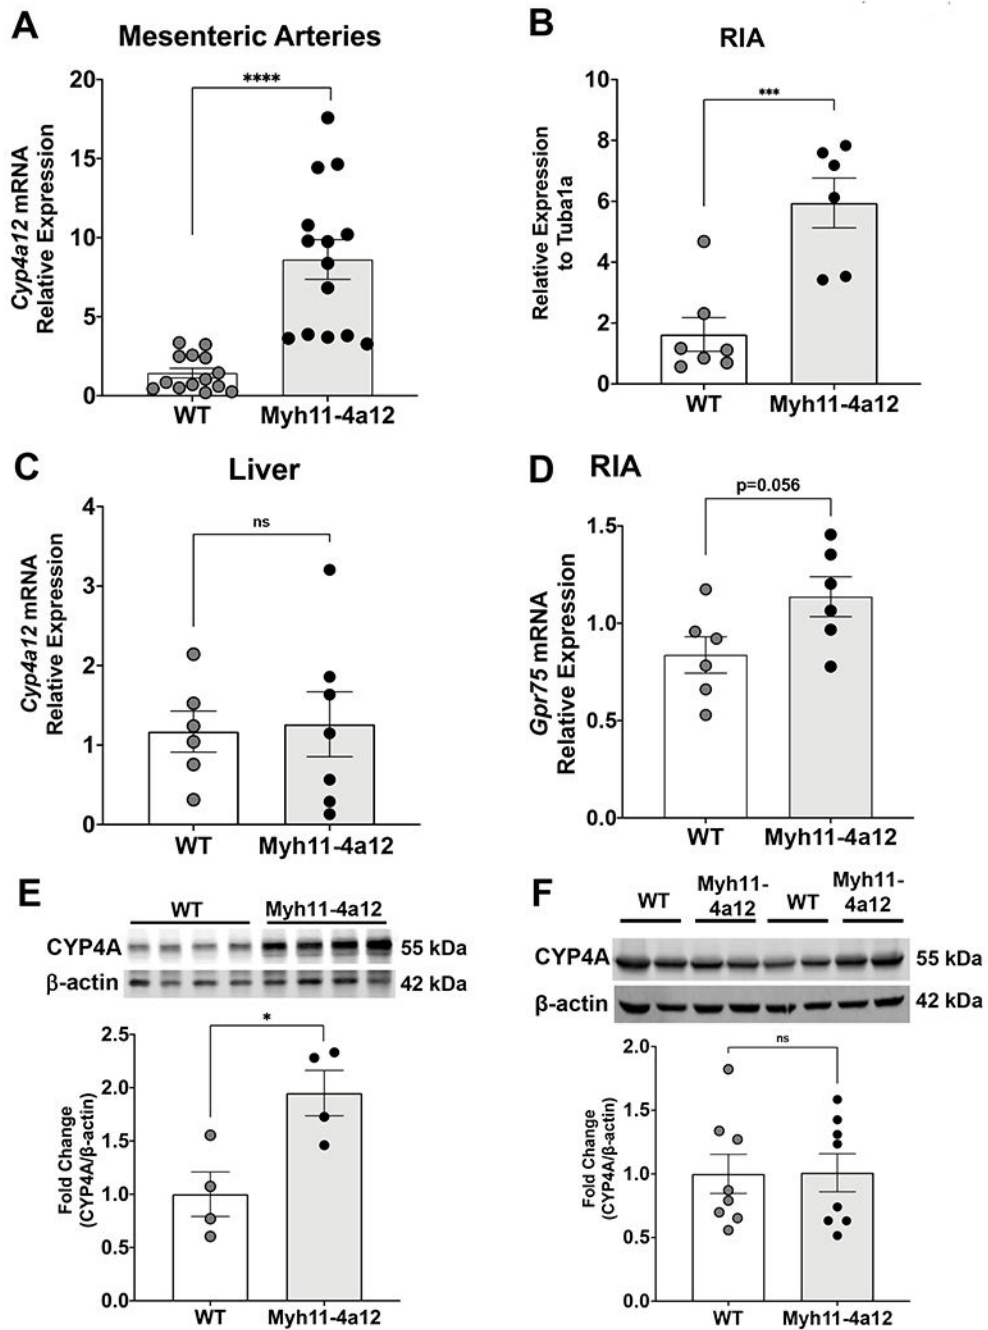 A
Mesenteric Arteries
Cyp4a12 mRNA
Relative Expression
20
15
10
5
0
****
WT
Myh11-4a12
B
RIA
Relative Expression
to Tuba1a
10
8
6
4
2
0
***
WT
Myh11-4a12
C
Liver
Cyp4a12 mRNA
Relative Expression
4
3
2
1
0
ns
WT
Myh11-4a12
D
RIA
p=0.056
Gpr75 mRNA
Relative Expression
1.5
1.0
0.5
0.0
WT
Myh11-4a12
E
WT
Myh11-4a12
CYP4A
55 kDa
β-actin
42 kDa
Fold Change
(CYP4A/β-actin)
2.5
2.0
1.5
1.0
0.5
0.0
*
WT
Myh11-4a12
F
WT
Myh11-
4a12
WT
Myh11-
4a12
CYP4A
55 kDa
β-actin
42 kDa
Fold Change
(CYP4A/β-actin)
2.0
1.5
1.0
0.5
0.0
ns
WT
Myh11-4a12